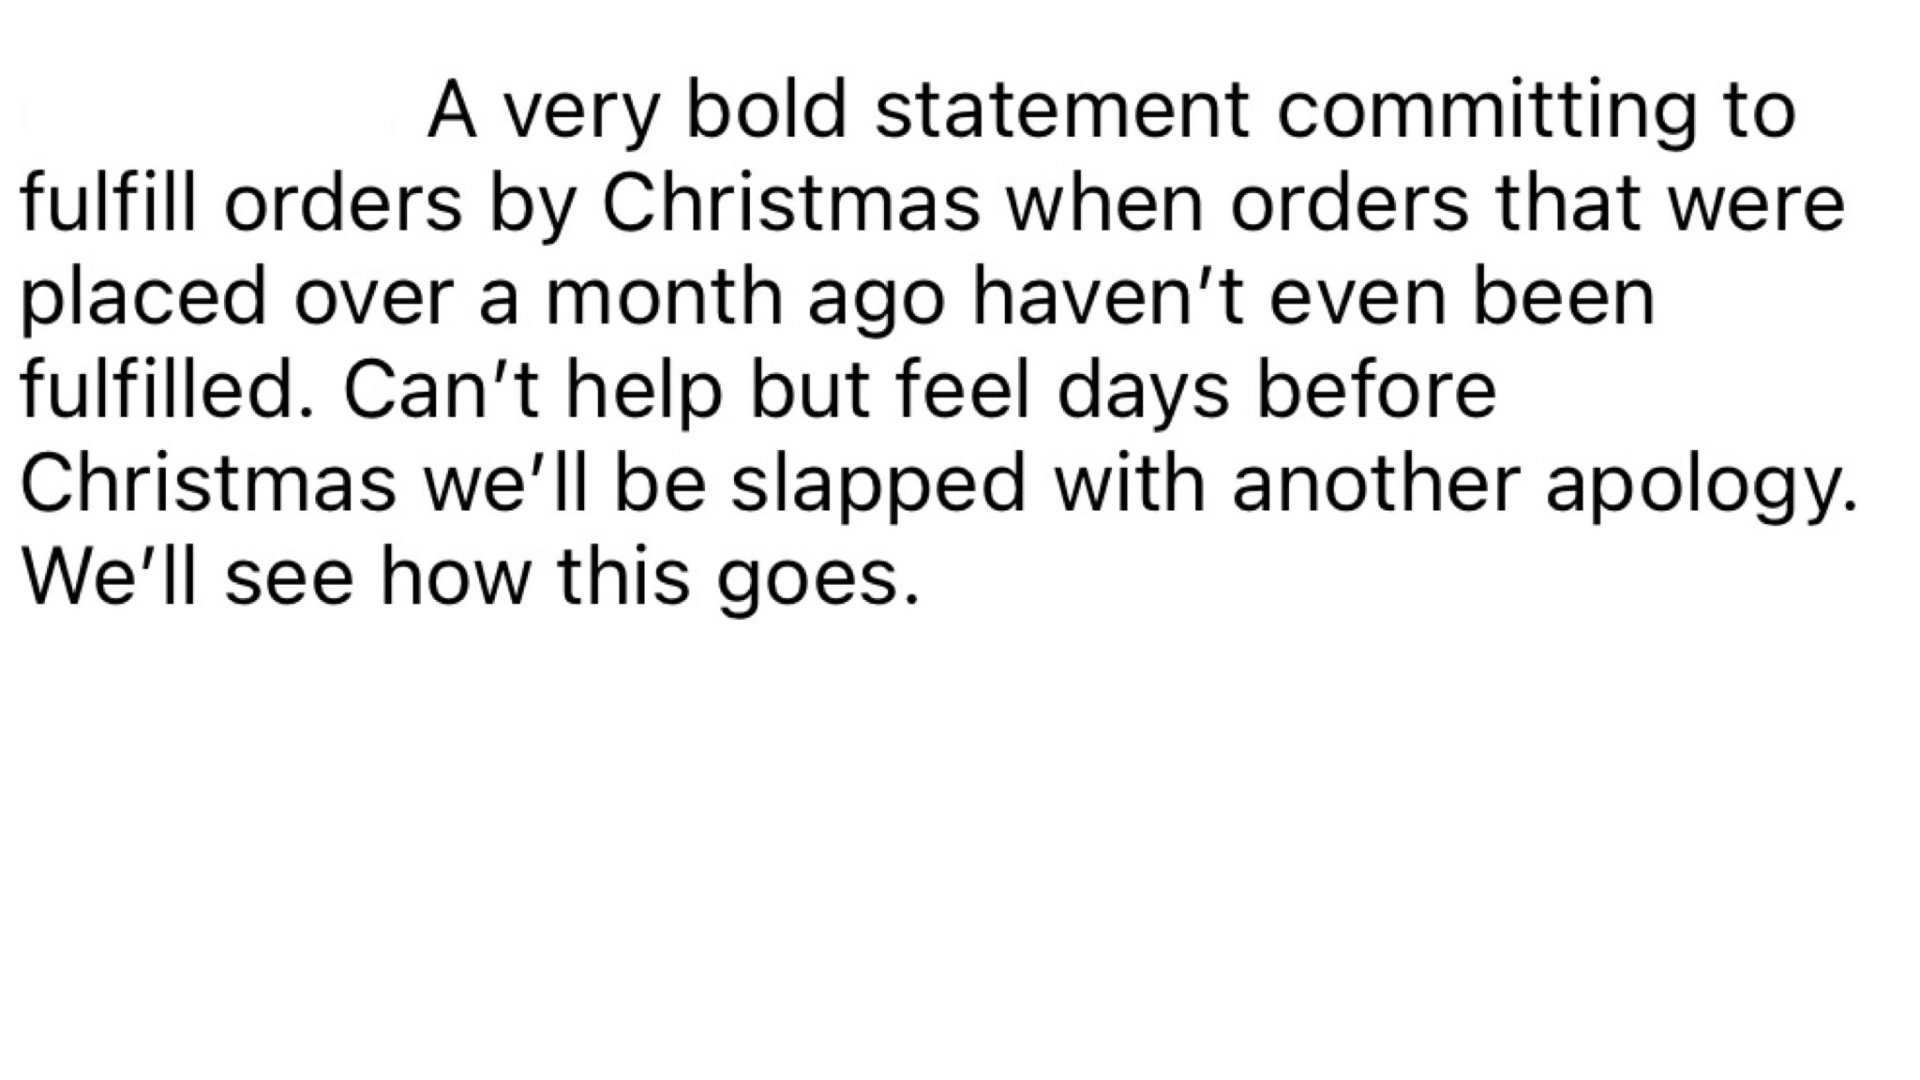 A very bold statement committing to
fulfill orders by Christmas when orders that were
placed over a month ago haven’t even been
fulfilled. Can’t help but feel days before
Christmas we’ll be slapped with another apology.
We’ll see how this goes.